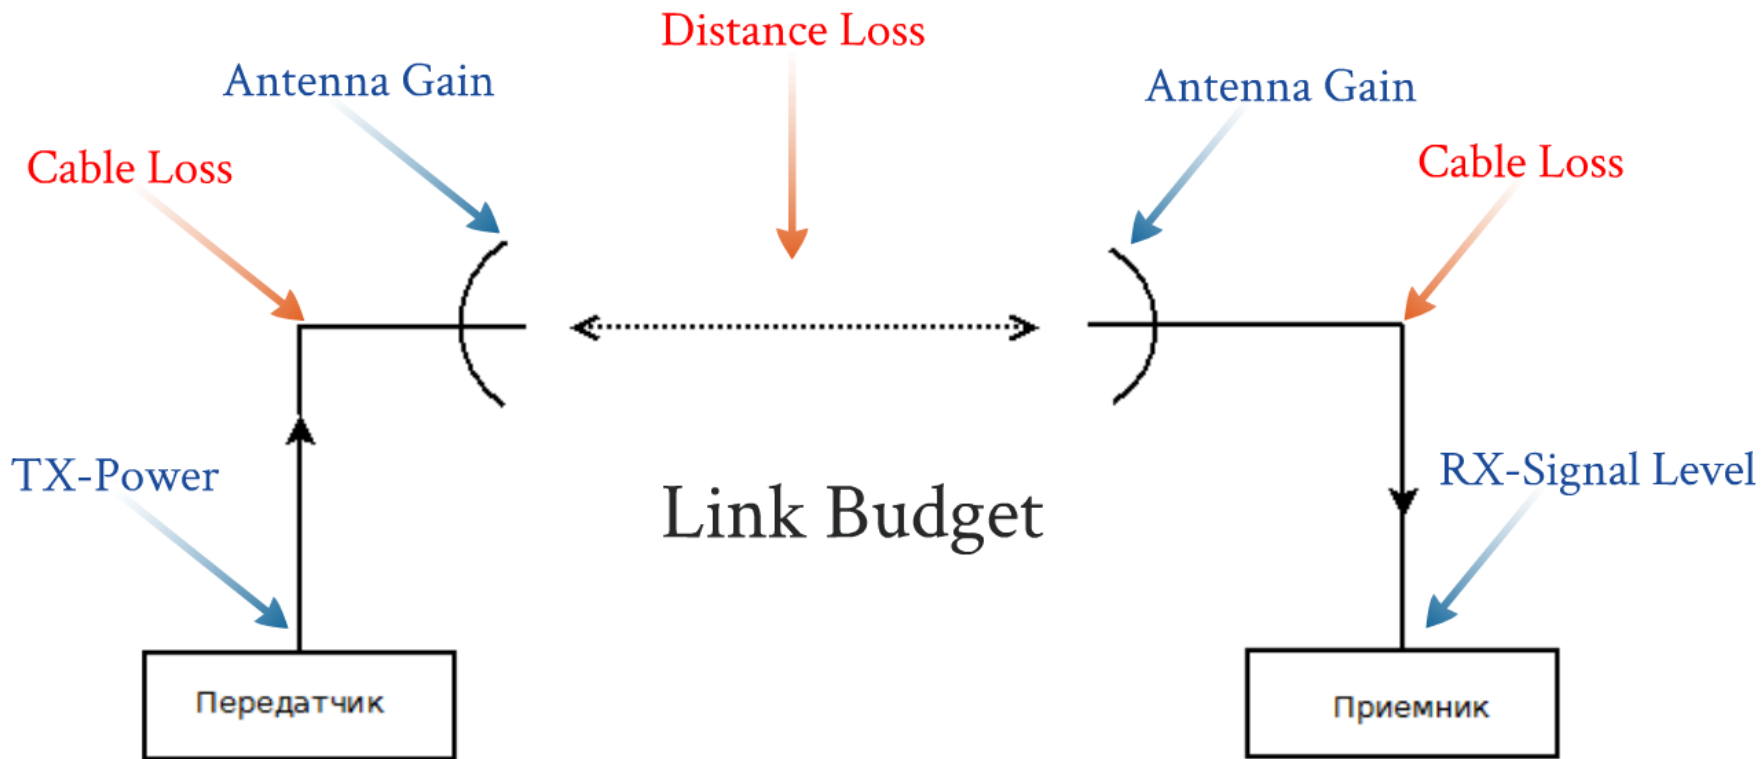 Distance Loss
Antenna Gain
Antenna Gain
Cable Loss
Cable Loss
TX-Power
RX-Signal Level
Link Budget
Передатчик
Приемник